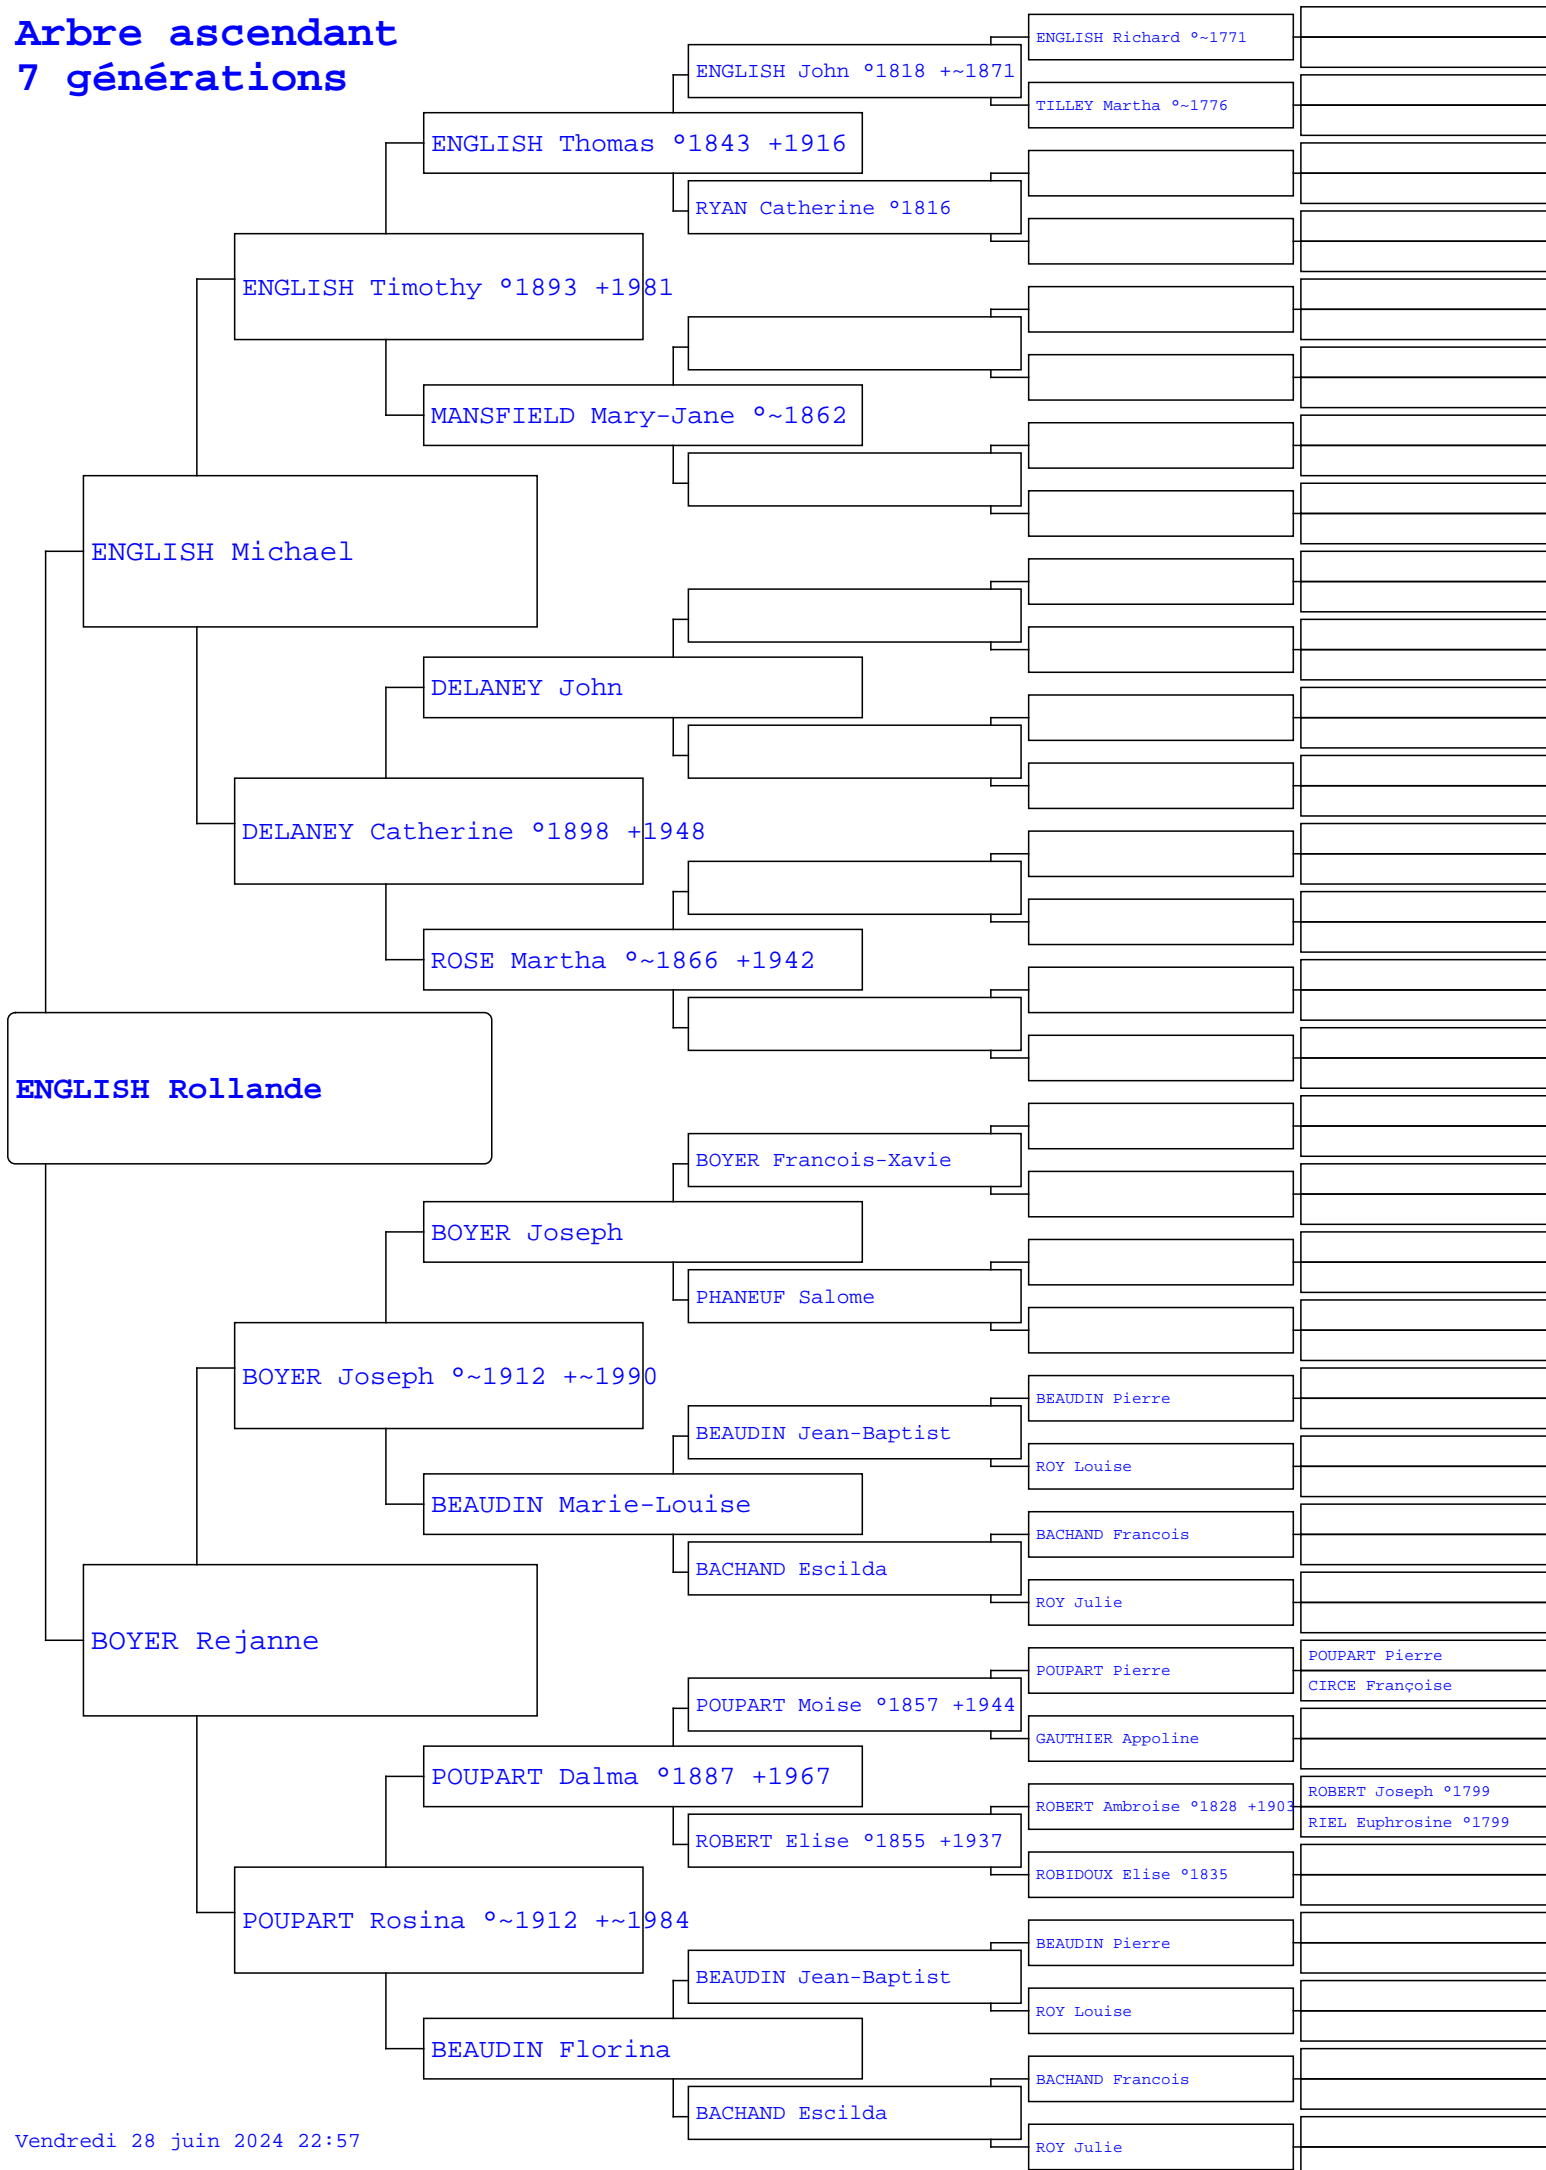 Arbre ascendant
7 générations
ENGLISH Richard °~1771
ENGLISH John °1818 +~1871
TILLEY Martha °~1776
ENGLISH Thomas °1843 +1916
RYAN Catherine °1816
ENGLISH Timothy °1893 +1981
MANSFIELD Mary-Jane °~1862
ENGLISH Michael
DELANEY John
DELANEY Catherine °1898 +1948
ROSE Martha °~1866 +1942
ENGLISH Rollande
BOYER Francois-Xavie
BOYER Joseph
PHANEUF Salome
BOYER Joseph °~1912 +~1990
BEAUDIN Pierre
BEAUDIN Jean-Baptist
ROY Louise
BEAUDIN Marie-Louise
BACHAND Francois
BACHAND Escilda
ROY Julie
BOYER Rejanne
POUPART Pierre
POUPART Pierre
CIRCE Françoise
POUPART Moise °1857 +1944
GAUTHIER Appoline
POUPART Dalma °1887 +1967
ROBERT Joseph °1799
ROBERT Ambroise °1828 +1903
RIEL Euphrosine °1799
ROBERT Elise °1855 +1937
ROBIDOUX Elise °1835
POUPART Rosina °~1912 +~1984
BEAUDIN Pierre
BEAUDIN Jean-Baptist
ROY Louise
BEAUDIN Florina
BACHAND Francois
BACHAND Escilda
ROY Julie
Vendredi 28 juin 2024 22:57